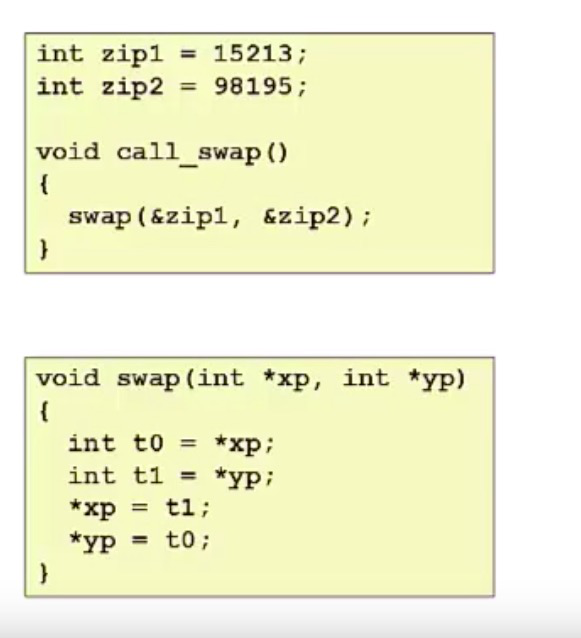 int zip1 = 15213;
int zip2 = 98195;
void call_swap()
{
swap(&zip1, &zip2);
}
void swap(int *xp, int *yp)
{
int t0 = *xp;
int t1 = *yp;
*xp = t1;
*yp = t0;
}